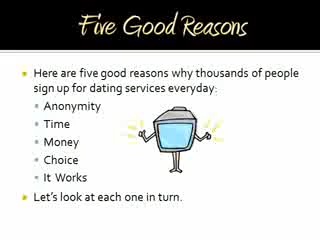 Five Good Reasons
Here are five good reasons why thousands of people
sign up for dating services everyday:
Anonymity
Time
Money
Choice
It Works
Let's look at each one in turn.